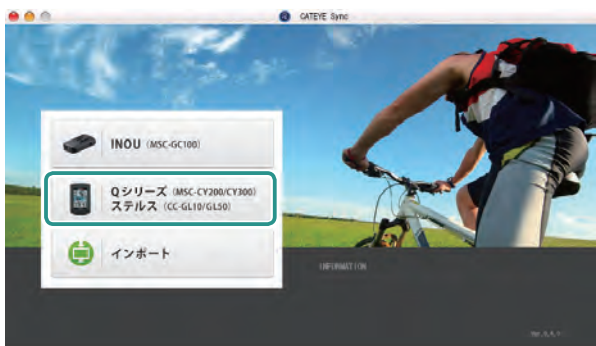 CATEYE Sync
INOU (MSC-GC100)
Qシリーズ (MSC-CY200/CY300)
ステルス (CC-GL10/GL50)
インポート
INFORMATION